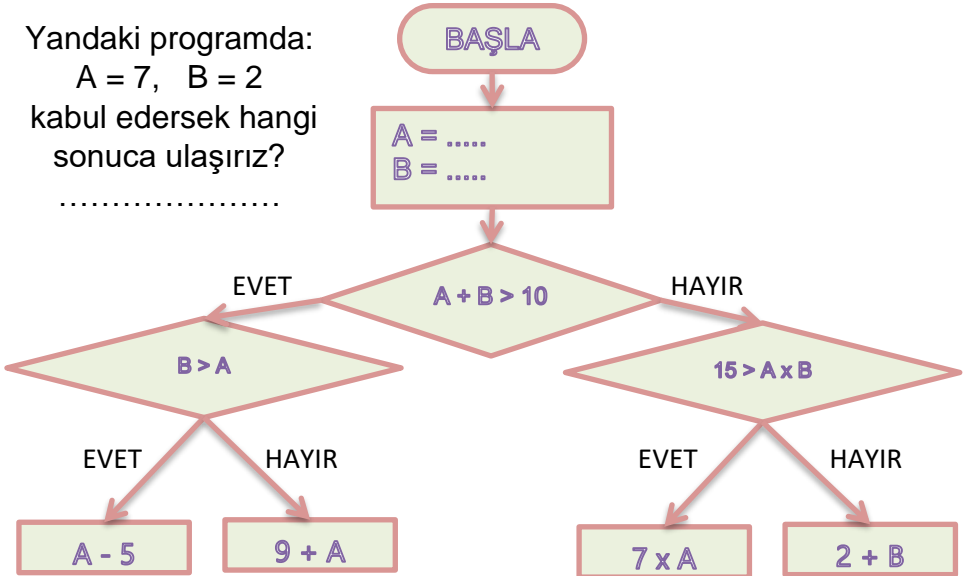 Yandaki programda:
A = 7, B = 2
kabul edersek hangi
sonuca ulaşırız?
…………………
BAŞLA
A = .....
B = .....
EVET
A + B > 10
HAYIR
B > A
15 > A x B
EVET
HAYIR
EVET
HAYIR
A - 5
9 + A
7 x A
2 + B